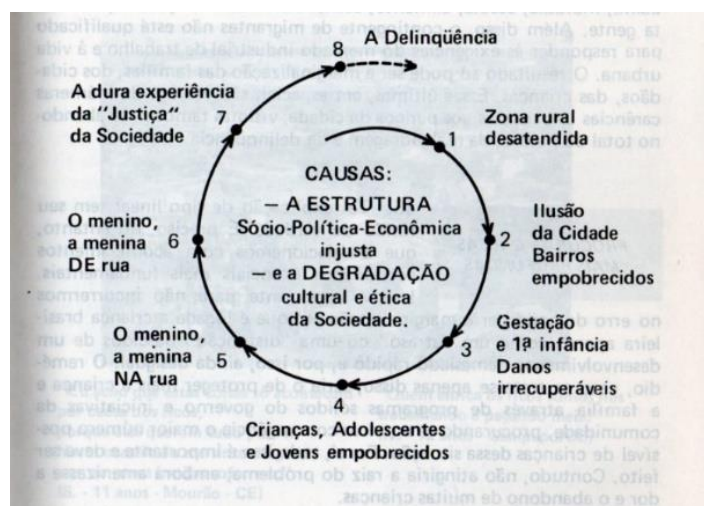 8
A Delinqüência
A dura experiência
da "Justiça"
da Sociedade
7
1
Zona rural
desatendida
CAUSAS:
— A ESTRUTURA
Sócio-Política-Econômica
injusta
— e a DEGRADAÇÃO
cultural e ética
da Sociedade.
2
Ilusão
da Cidade
Bairros
empobrecidos
3
Gestação
e 1ª infância
Danos
irrecuperáveis
4
Crianças, Adolescentes
e Jovens empobrecidos
5
O menino
a menina
NA rua
6
O menino,
a menina
DE rua